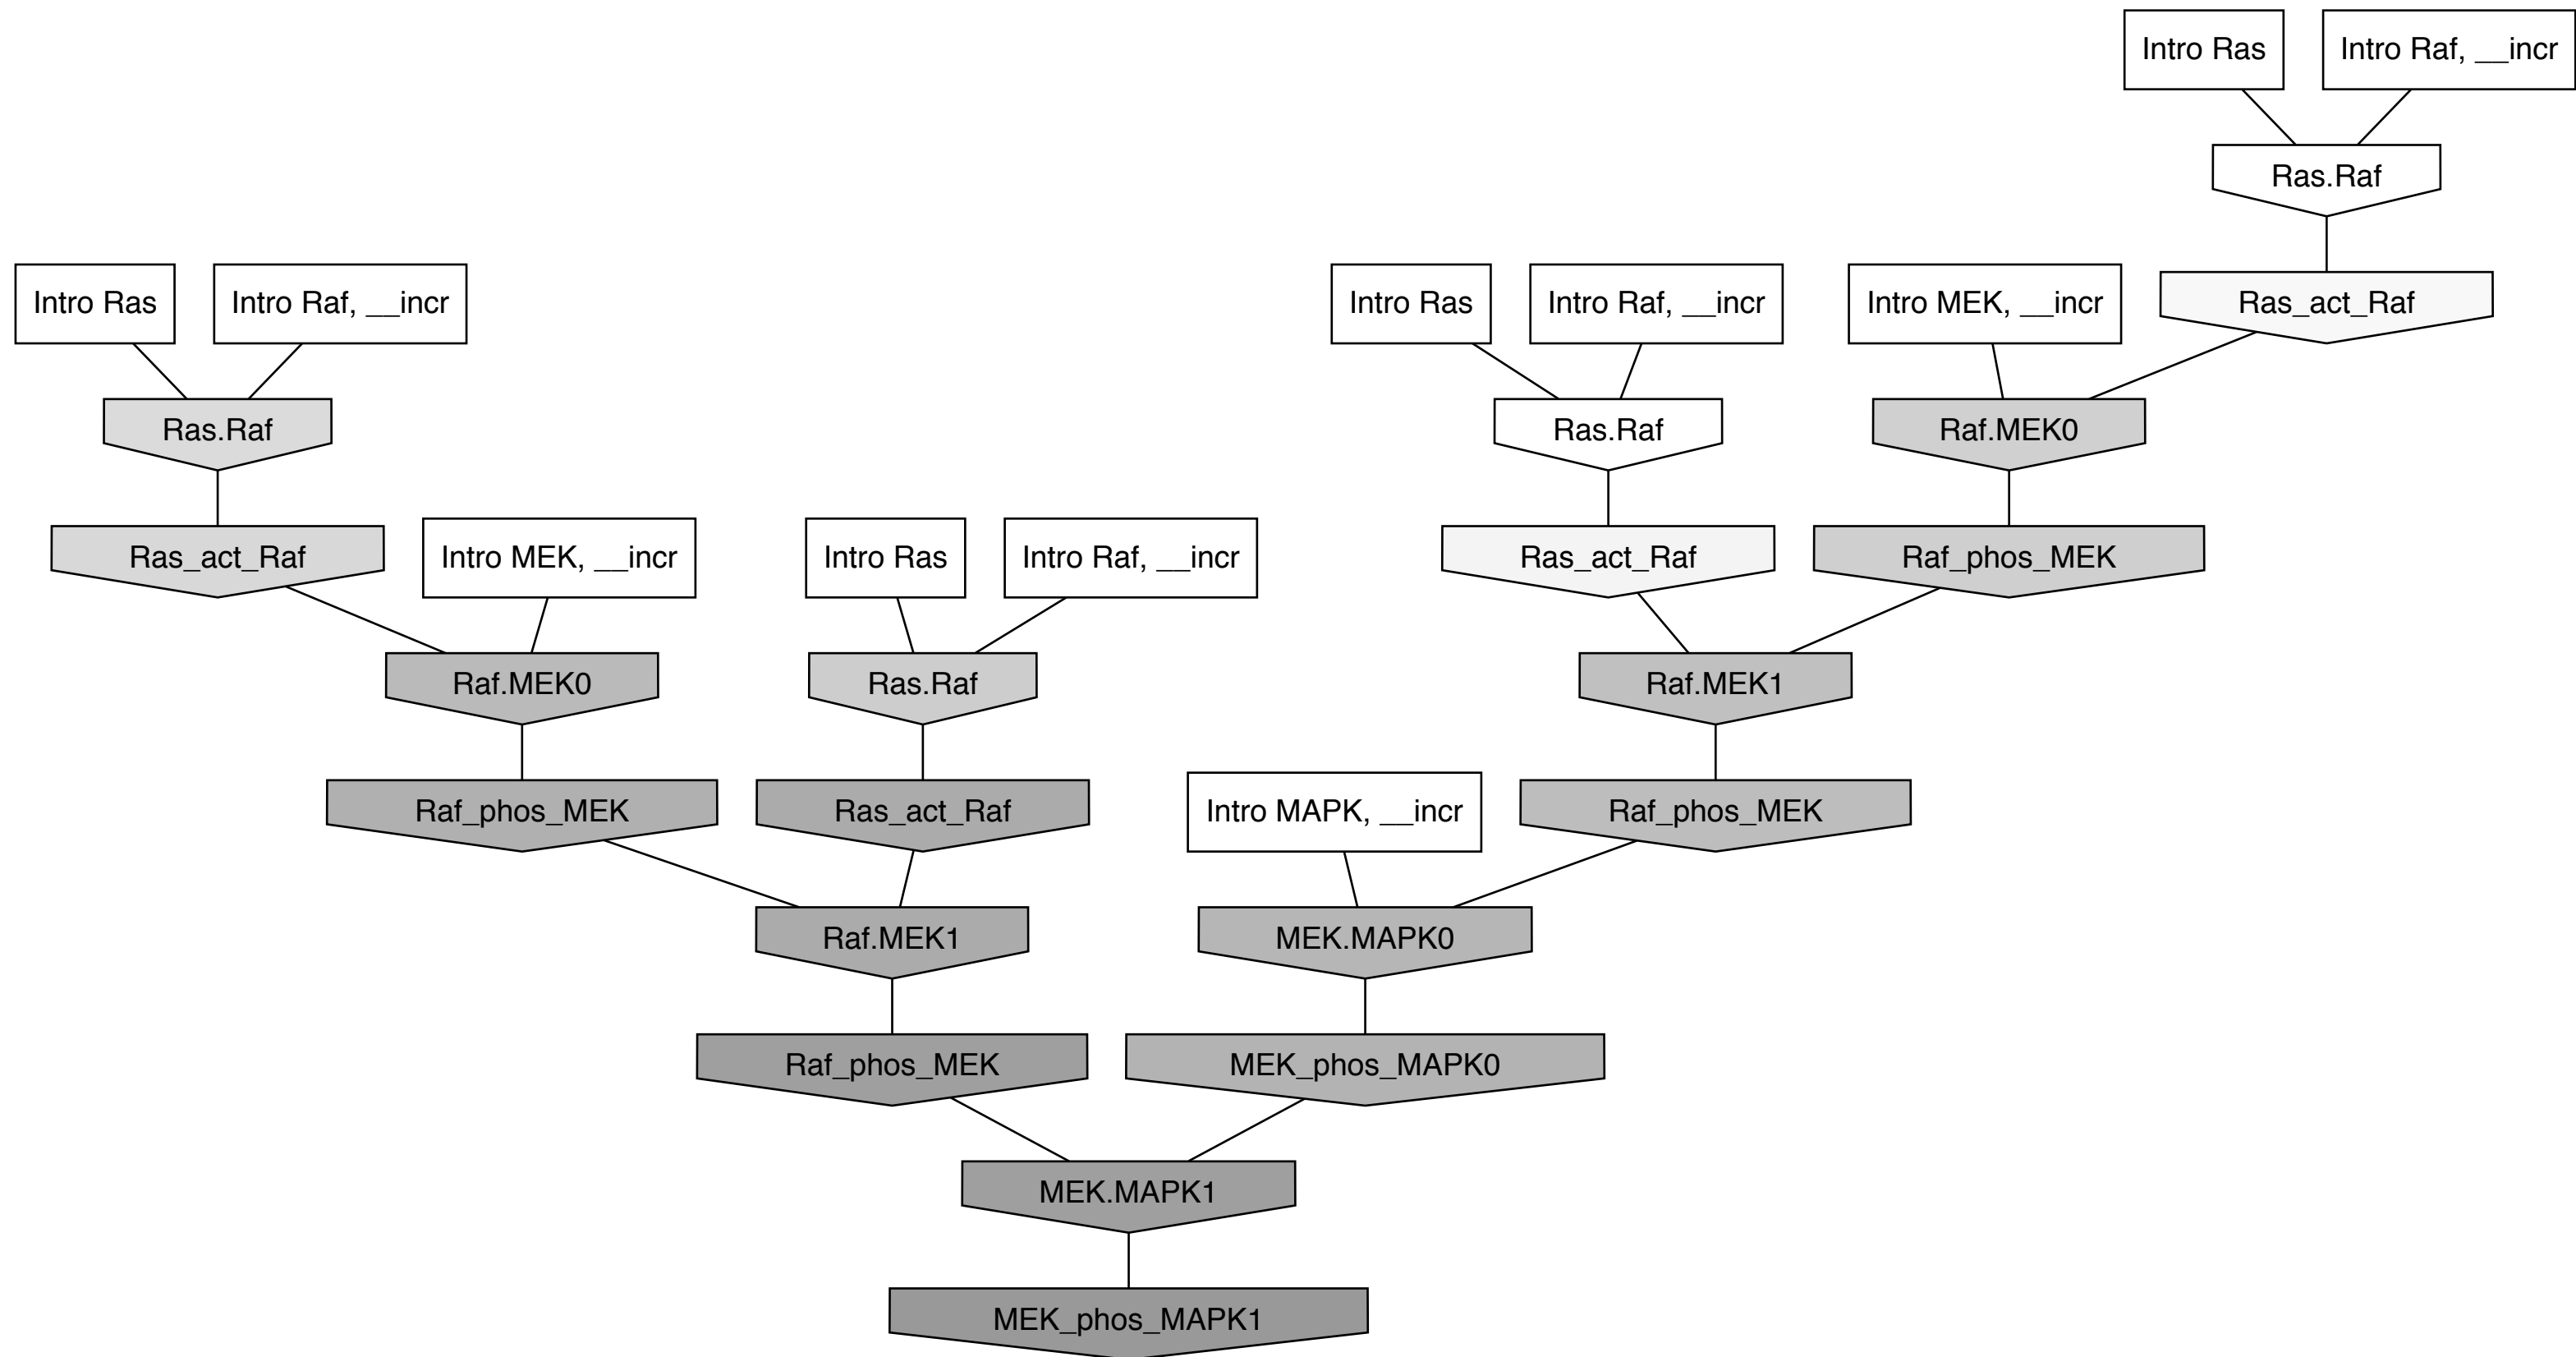 Intro Ras
Intro Raf, __incr
Ras.Raf
Intro Ras
Intro Raf, __incr
Intro Ras
Intro Raf, __incr
Intro MEK, __incr
Ras_act_Raf
Ras.Raf
Ras.Raf
Raf.MEK0
Ras_act_Raf
Intro MEK, __incr
Intro Ras
Intro Raf, __incr
Ras_act_Raf
Raf_phos_MEK
Raf.MEK0
Ras.Raf
Raf.MEK1
Raf_phos_MEK
Ras_act_Raf
Intro MAPK, __incr
Raf_phos_MEK
Raf.MEK1
MEK.MAPK0
Raf_phos_MEK
MEK_phos_MAPK0
MEK.MAPK1
MEK_phos_MAPK1